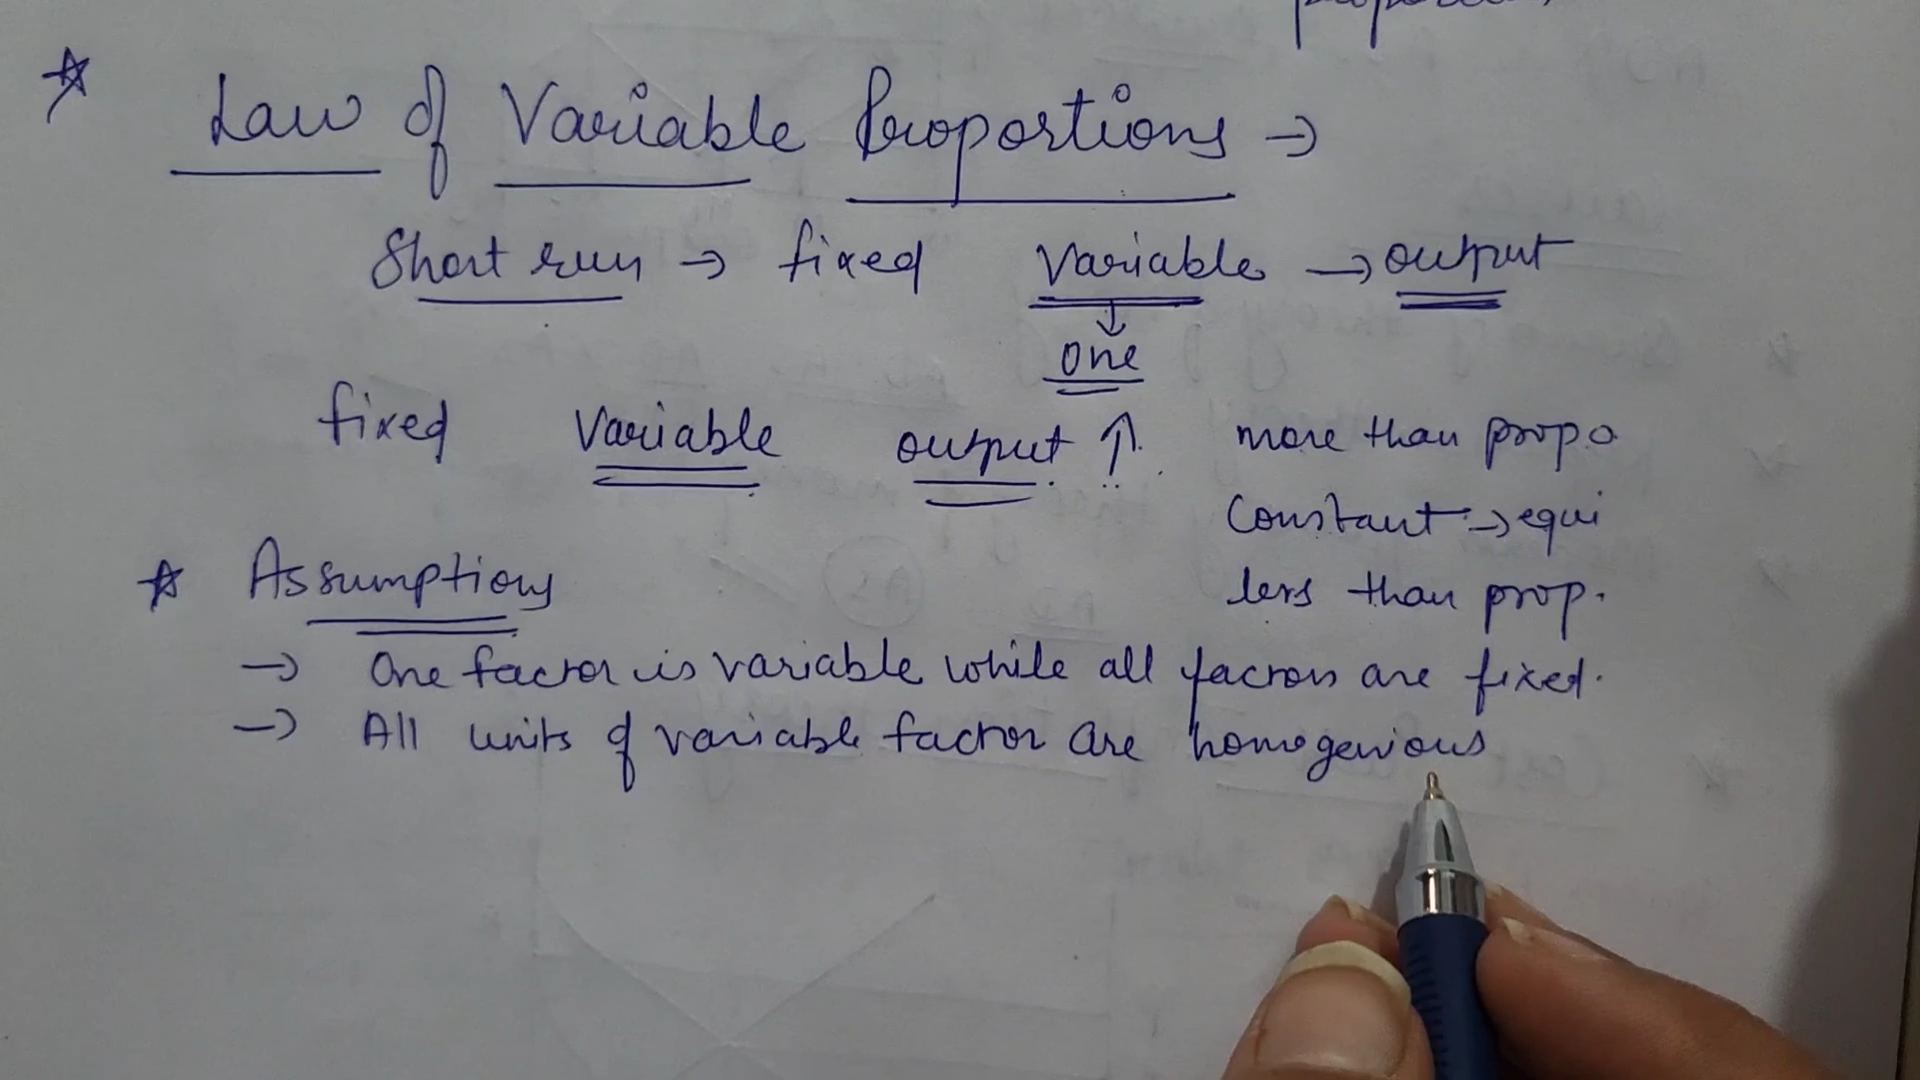 ☆ Law of Variable Proportions →
Short run → fixed Variable → output
↓
one
fixed Variable output ↑ more than propo
Constant → equi
less than prop.
☆ Assumptions
→ One factor is variable while all factors are fixed.
→ All units of variable factor are homogenious